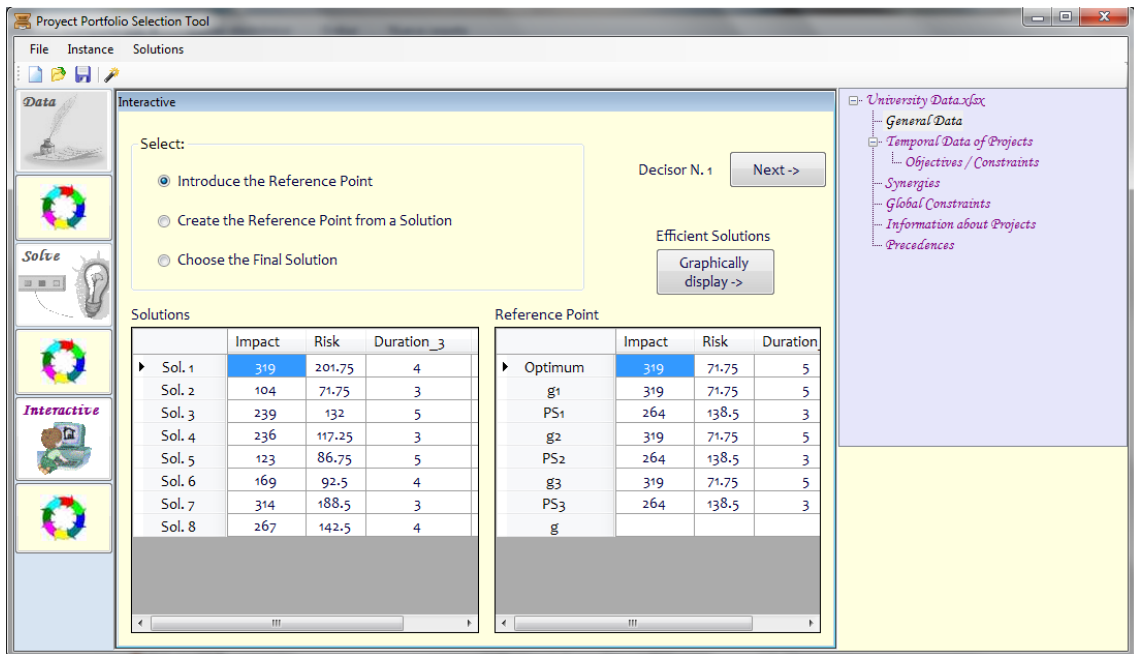 Proyect Portfolio Selection Tool
File Instance Solutions
Data
Solve
Interactive
Interactive
Select:
Introduce the Reference Point
Create the Reference Point from a Solution
Choose the Final Solution
Decisor N. 1 Next ->
Efficient Solutions
Graphically
display ->
Solutions
Impact Risk Duration_3
Sol. 1 319 201.75 4
Sol. 2 104 71.75 3
Sol. 3 239 132 5
Sol. 4 236 117.25 3
Sol. 5 123 86.75 5
Sol. 6 169 92.5 4
Sol. 7 314 188.5 3
Sol. 8 267 142.5 4
Reference Point
Impact Risk Duration_
Optimum 319 71.75 5
g1 319 71.75 5
PS1 264 138.5 3
g2 319 71.75 5
PS2 264 138.5 3
g3 319 71.75 5
PS3 264 138.5 3
g
University Data.xlsx
General Data
Temporal Data of Projects
Objectives / Constraints
Synergies
Global Constraints
Information about Projects
Precedences